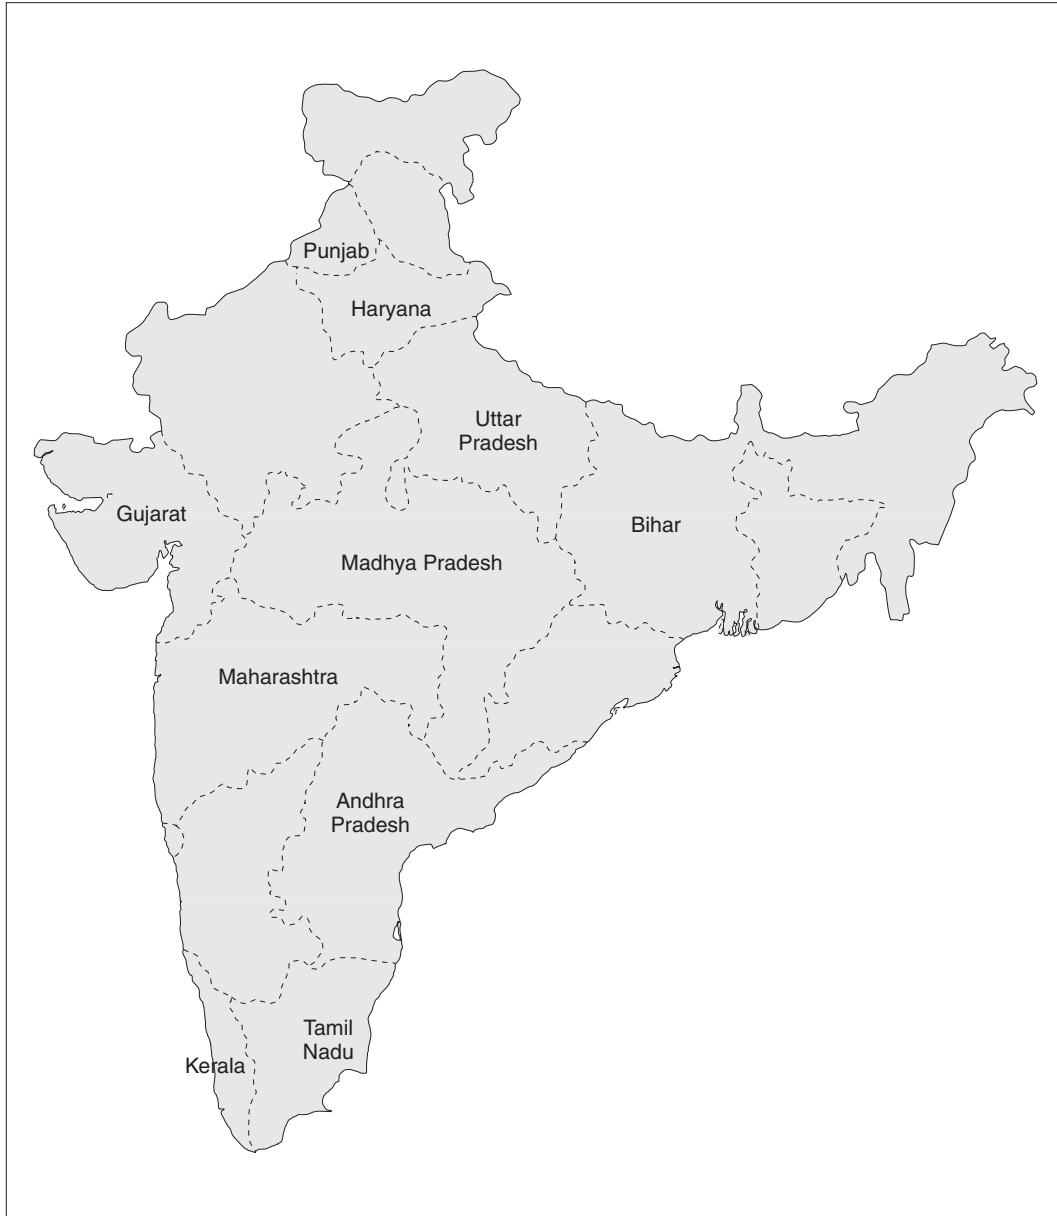 Punjab
Haryana
Uttar
Pradesh
Gujarat
Bihar
Madhya Pradesh
Maharashtra
Andhra
Pradesh
Tamil
Nadu
Kerala